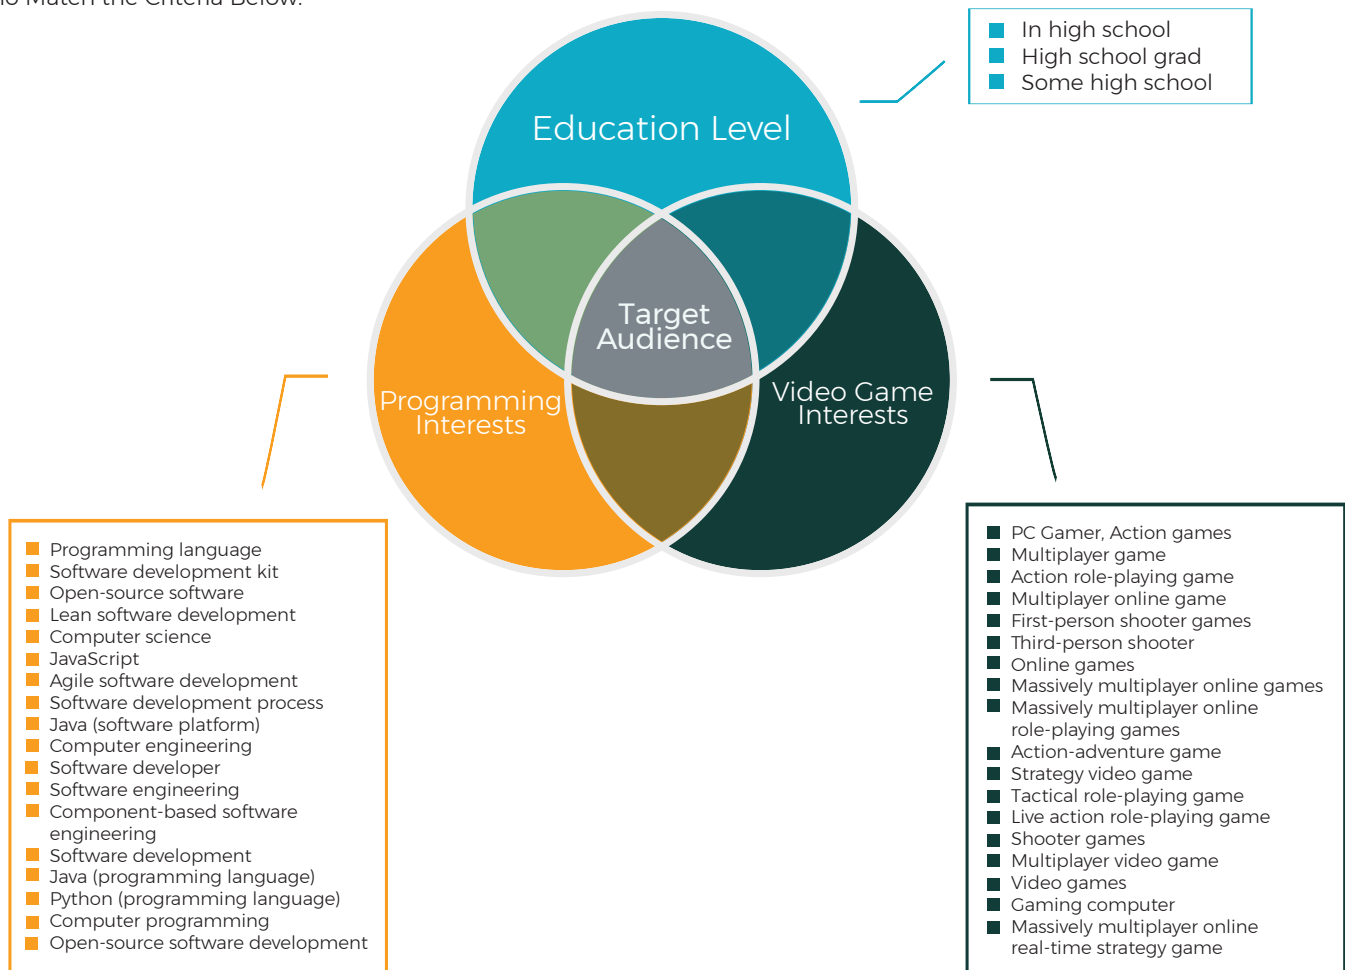 Match the Criteria Below:
In high school
High school grad
Some high school
Education Level
Target
Audience
Programming
Interests
Video Game
Interests
Programming language
Software development kit
Open-source software
Lean software development
Computer science
JavaScript
Agile software development
Software development process
Java (software platform)
Computer engineering
Software developer
Software engineering
Component-based software
engineering
Software development
Java (programming language)
Python (programming language)
Computer programming
Open-source software development
PC Gamer, Action games
Multiplayer game
Action role-playing game
Multiplayer online game
First-person shooter games
Third-person shooter
Online games
Massively multiplayer online games
Massively multiplayer online
role-playing games
Action-adventure game
Strategy video game
Tactical role-playing game
Live action role-playing game
Shooter games
Multiplayer video game
Video games
Gaming computer
Massively multiplayer online
real-time strategy game